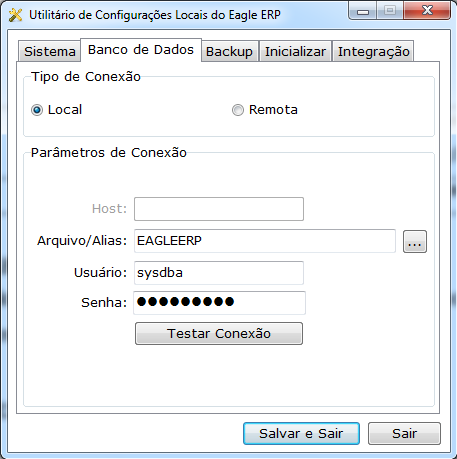 Utilitário de Configurações Locais do Eagle ERP
Sistema Banco de Dados Backup Inicializar Integração
Tipo de Conexão
Local Remota
Parâmetros de Conexão
Host:
Arquivo/Alias: EAGLEERP ...
Usuário: sysdba
Senha: ●●●●●●●●●
Testar Conexão
Salvar e Sair Sair